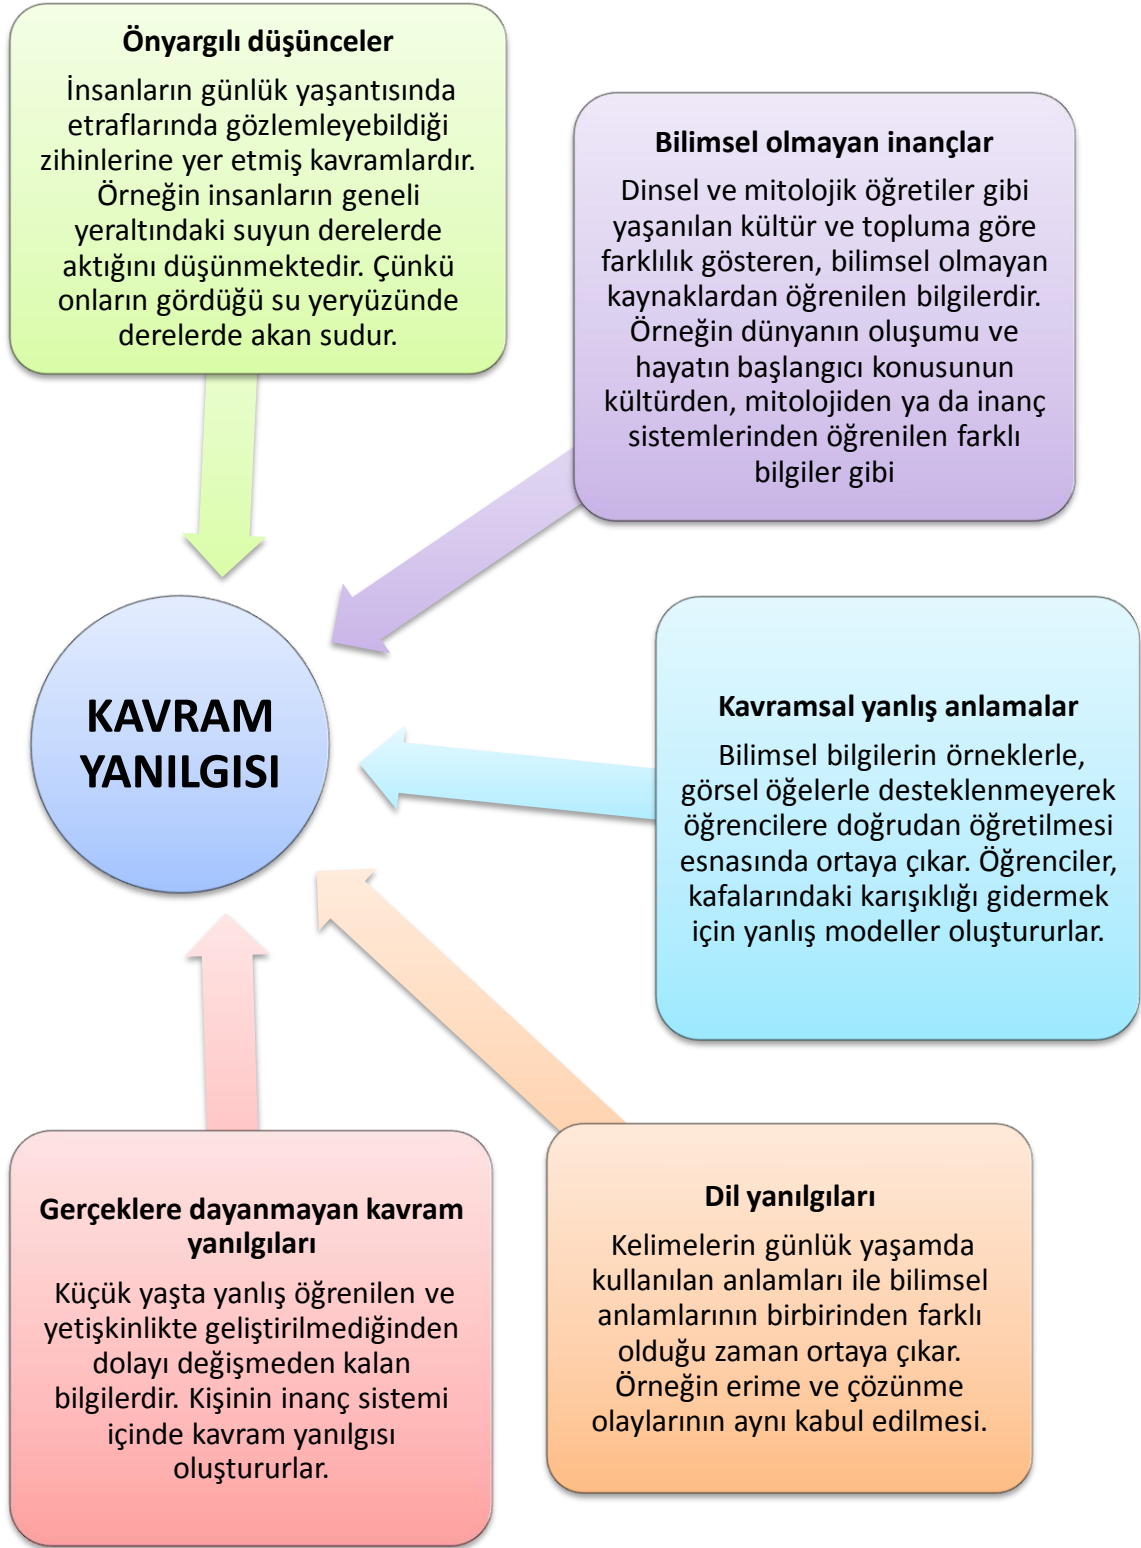 Önyargılı düşünceler
İnsanların günlük yaşantısında
etraflarında gözlemleyebildiği
zihinlerine yer etmiş kavramlardır.
Örneğin insanların geneli
yeraltındaki suyun derelerde
aktığını düşünmektedir. Çünkü
onların gördüğü su yeryüzünde
derelerde akan sudur.
Bilimsel olmayan inançlar
Dinsel ve mitolojik öğretiler gibi
yaşanılan kültür ve topluma göre
farklılık gösteren, bilimsel olmayan
kaynaklardan öğrenilen bilgilerdir.
Örneğin dünyanın oluşumu ve
hayatın başlangıcı konusunun
kültürden, mitolojiden ya da inanç
sistemlerinden öğrenilen farklı
bilgiler gibi
KAVRAM
YANILGISI
Kavramsal yanlış anlamalar
Bilimsel bilgilerin örneklerle,
görsel öğelerle desteklenmeyerek
öğrencilere doğrudan öğretilmesi
esnasında ortaya çıkar. Öğrenciler,
kafalarındaki karışıklığı gidermek
için yanlış modeller oluştururlar.
Gerçeklere dayanmayan kavram
yanılgıları
Küçük yaşta yanlış öğrenilen ve
yetişkinlikte geliştirilmediğinden
dolayı değişmeden kalan
bilgilerdir. Kişinin inanç sistemi
içinde kavram yanılgısı
oluştururlar.
Dil yanılgıları
Kelimelerin günlük yaşamda
kullanılan anlamları ile bilimsel
anlamlarının birbirinden farklı
olduğu zaman ortaya çıkar.
Örneğin erime ve çözünme
olaylarının aynı kabul edilmesi.